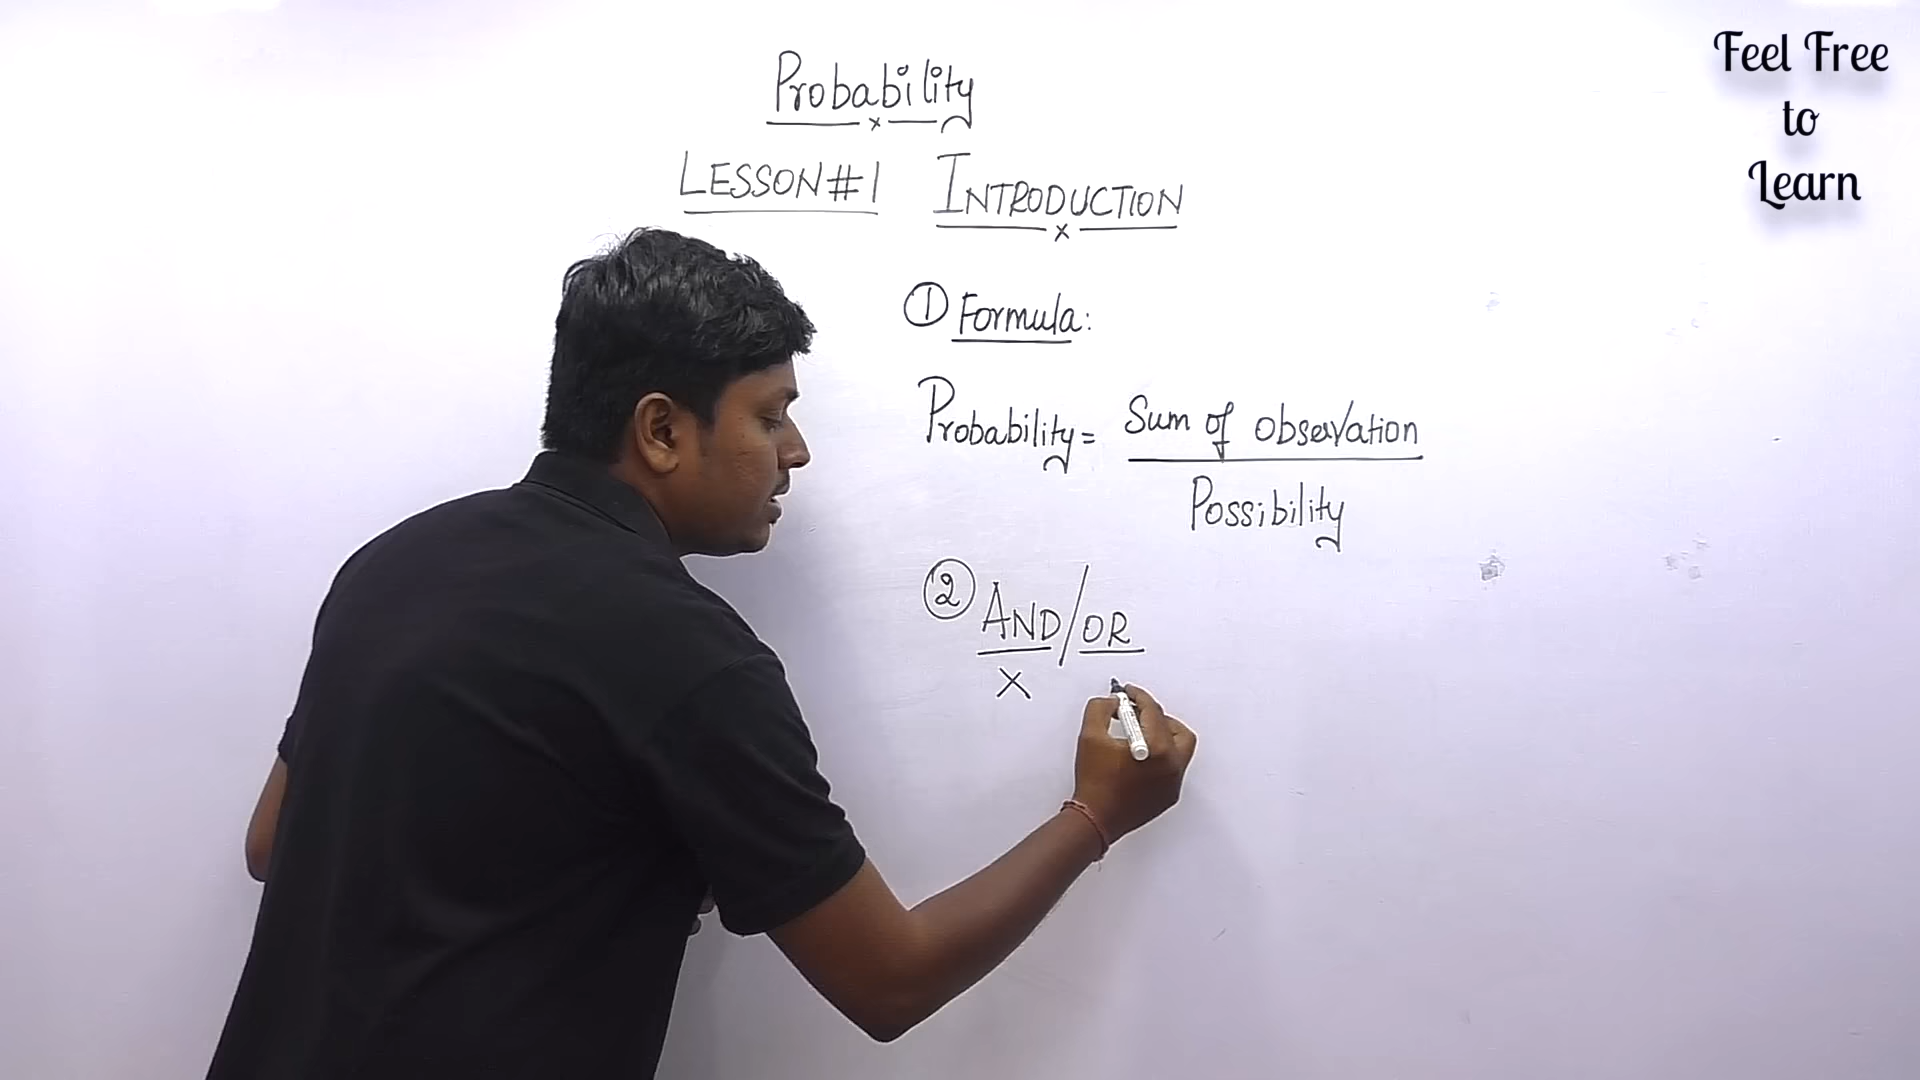 Probability
LESSON#1 INTRODUCTION
① Formula:
Probability= Sum of observation
Possibility
② AND/OR
X
Feel Free
to
Learn